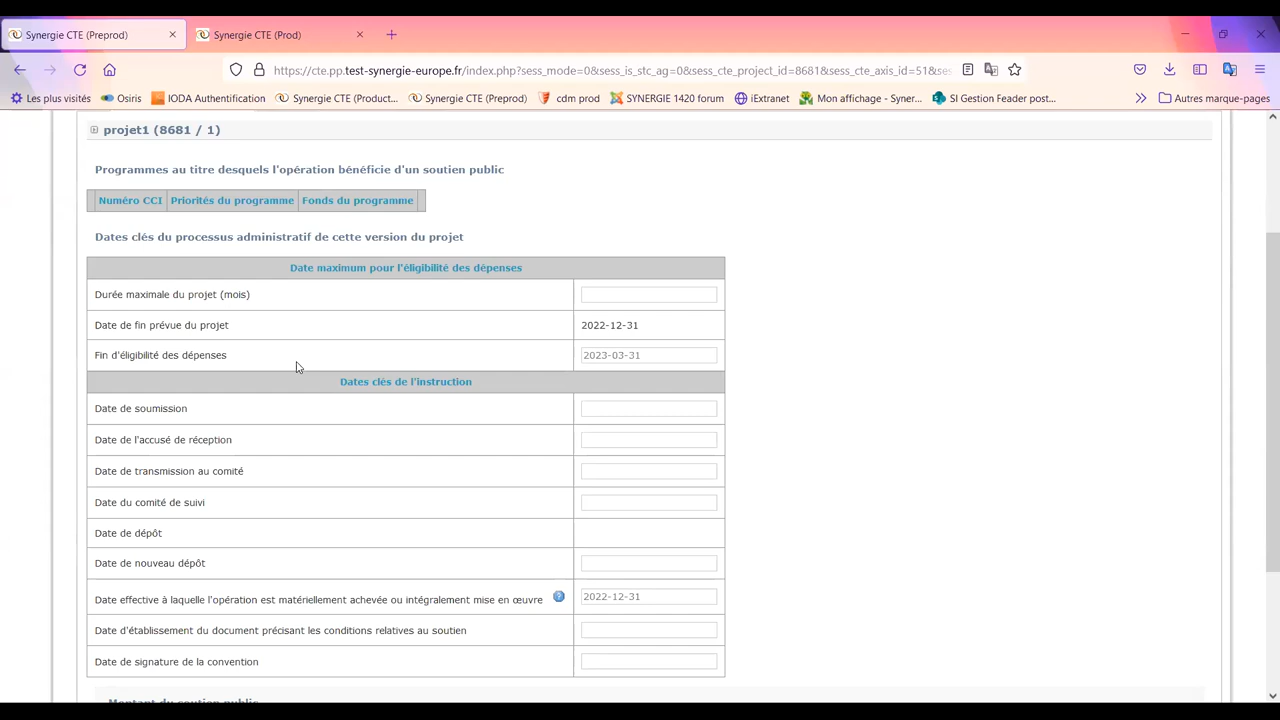 Synergie CTE (Preprod)
Synergie CTE (Prod)
https://cte.pp.test-synergie-europe.fr/index.php?sess_mode=0&sess_is_stc_ag=0&sess_cte_project_id=8681&sess_cte_axis_id=51&ses
Les plus visités
Osiris
IODA Authentification
Synergie CTE (Product...
Synergie CTE (Preprod)
cdm prod
SYNERGIE 1420 forum
iExtranet
Mon affichage - Syner...
SI Gestion Feader post...
Autres marque-pages
projet1 (8681 / 1)
Programmes au titre desquels l'opération bénéficie d'un soutien public
Numéro CCI
Priorités du programme
Fonds du programme
Dates clés du processus administratif de cette version du projet
Date maximum pour l'éligibilité des dépenses
Durée maximale du projet (mois)
Date de fin prévue du projet
2022-12-31
Fin d'éligibilité des dépenses
2023-03-31
Dates clés de l'instruction
Date de soumission
Date de l'accusé de réception
Date de transmission au comité
Date du comité de suivi
Date de dépôt
Date de nouveau dépôt
Date effective à laquelle l'opération est matériellement achevée ou intégralement mise en œuvre
?
2022-12-31
Date d'établissement du document précisant les conditions relatives au soutien
Date de signature de la convention
Montant du soutien public